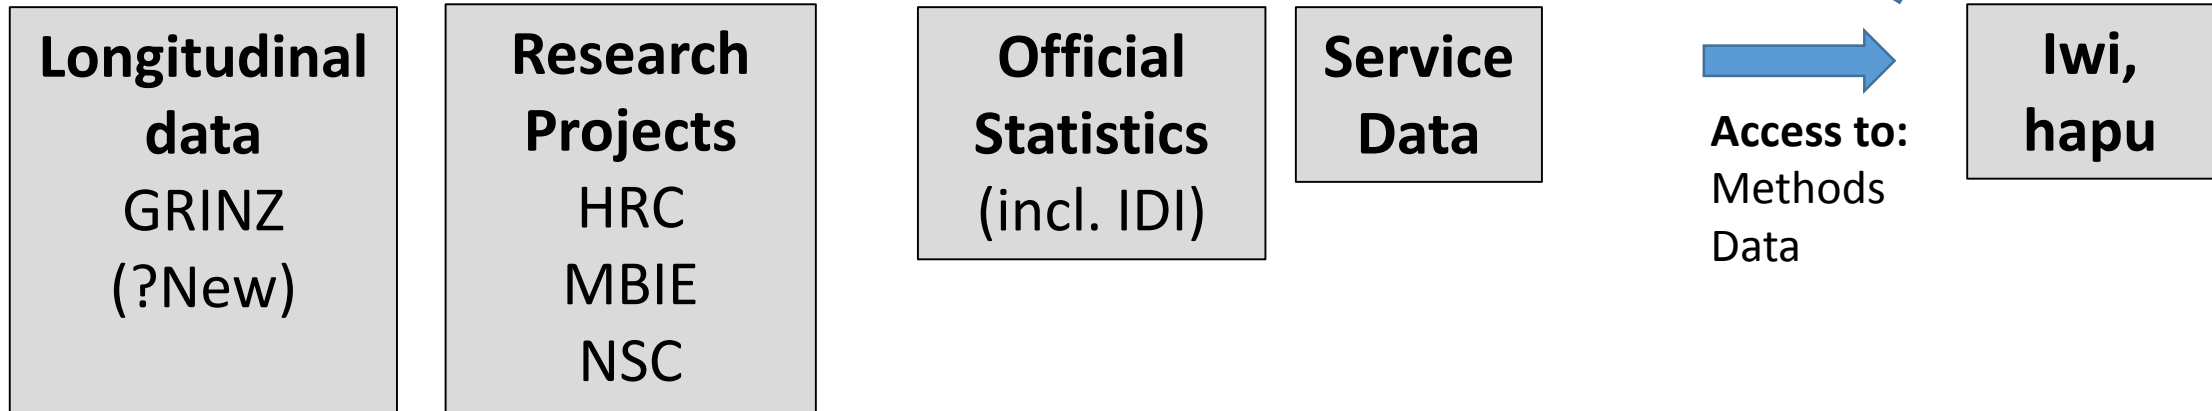 Longitudinal
data
GRINZ
(?New)
Research
Projects
HRC
MBIE
NSC
Official
Statistics
(incl. IDI)
Service
Data
Access to:
Methods
Data
Iwi,
hapu